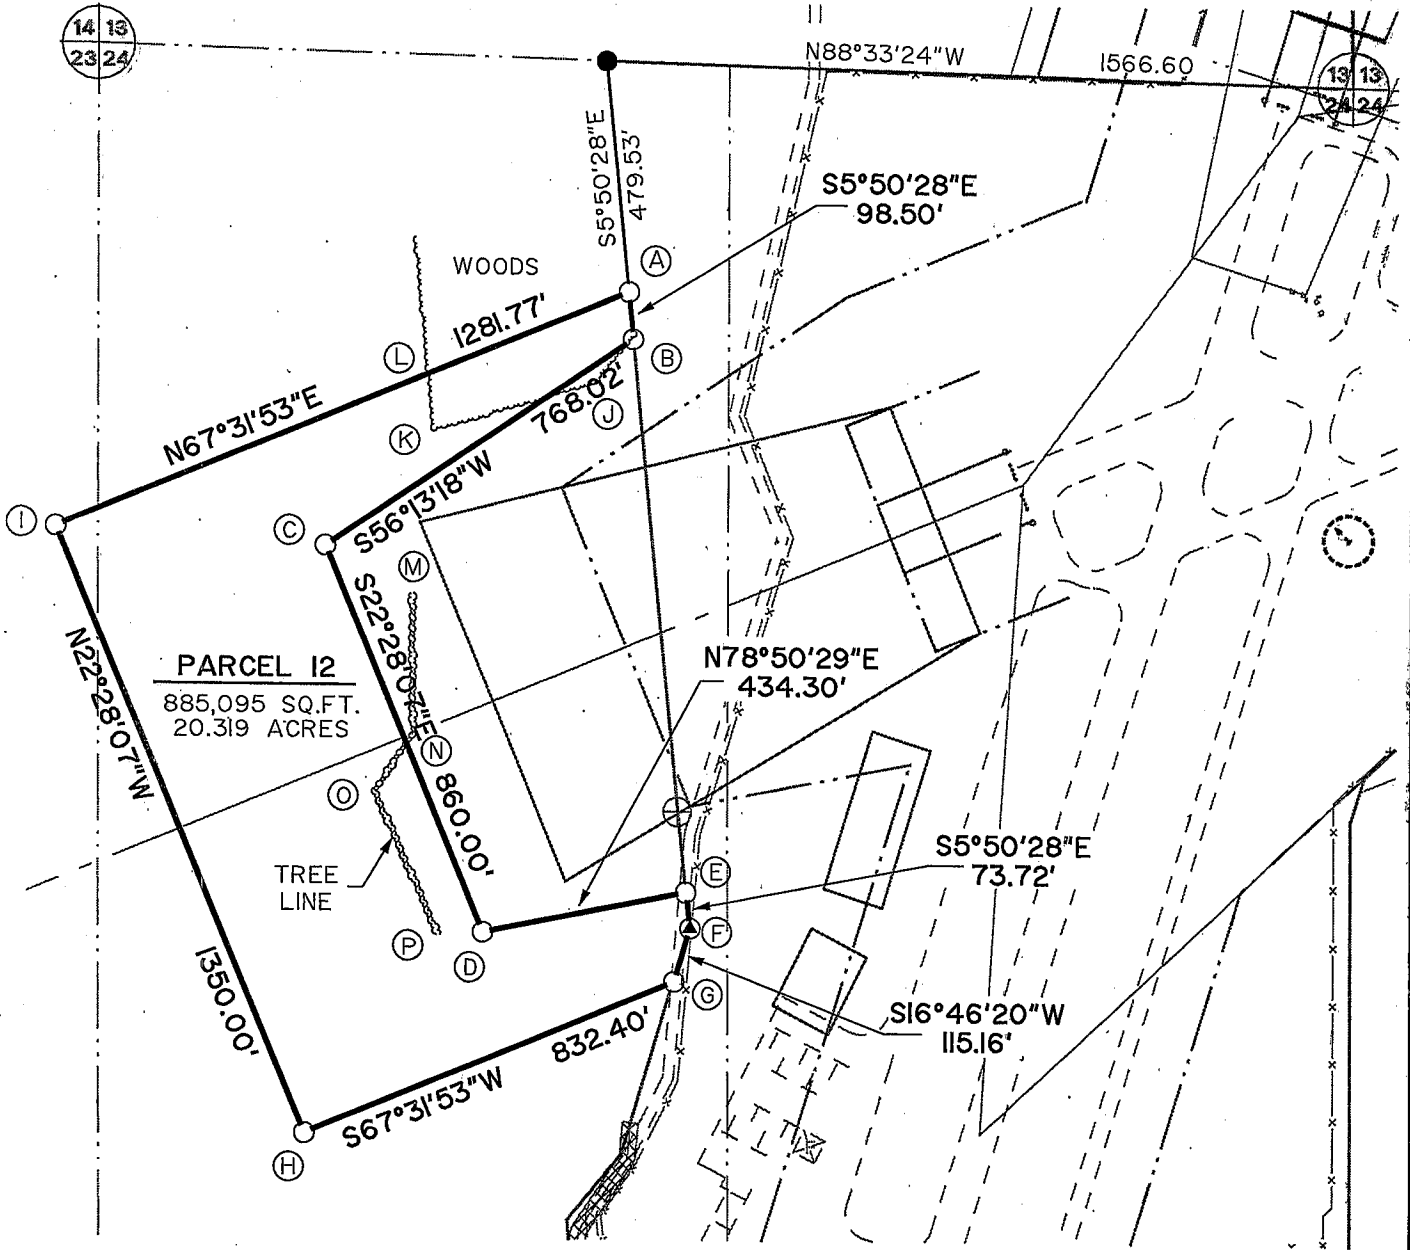 14 13
23 24
N88°33'24"W
1566.60
13 13
24 24
S5°50'28"E
479.53'
S5°50'28"E
98.50'
A
WOODS
1281.77'
L
B
768.02'
J
N67°31'53"E
K
S56°13'18"W
I
C
M
S22°28'07"E
860.00'
N22°28'07"W
1350.00'
PARCEL 12
885,095 SQ.FT.
20.319 ACRES
N78°50'29"E
434.30'
N
O
TREE
LINE
S5°50'28"E
73.72'
E
F
P
D
G
S16°46'20"W
115.16'
832.40'
S67°31'53"W
H